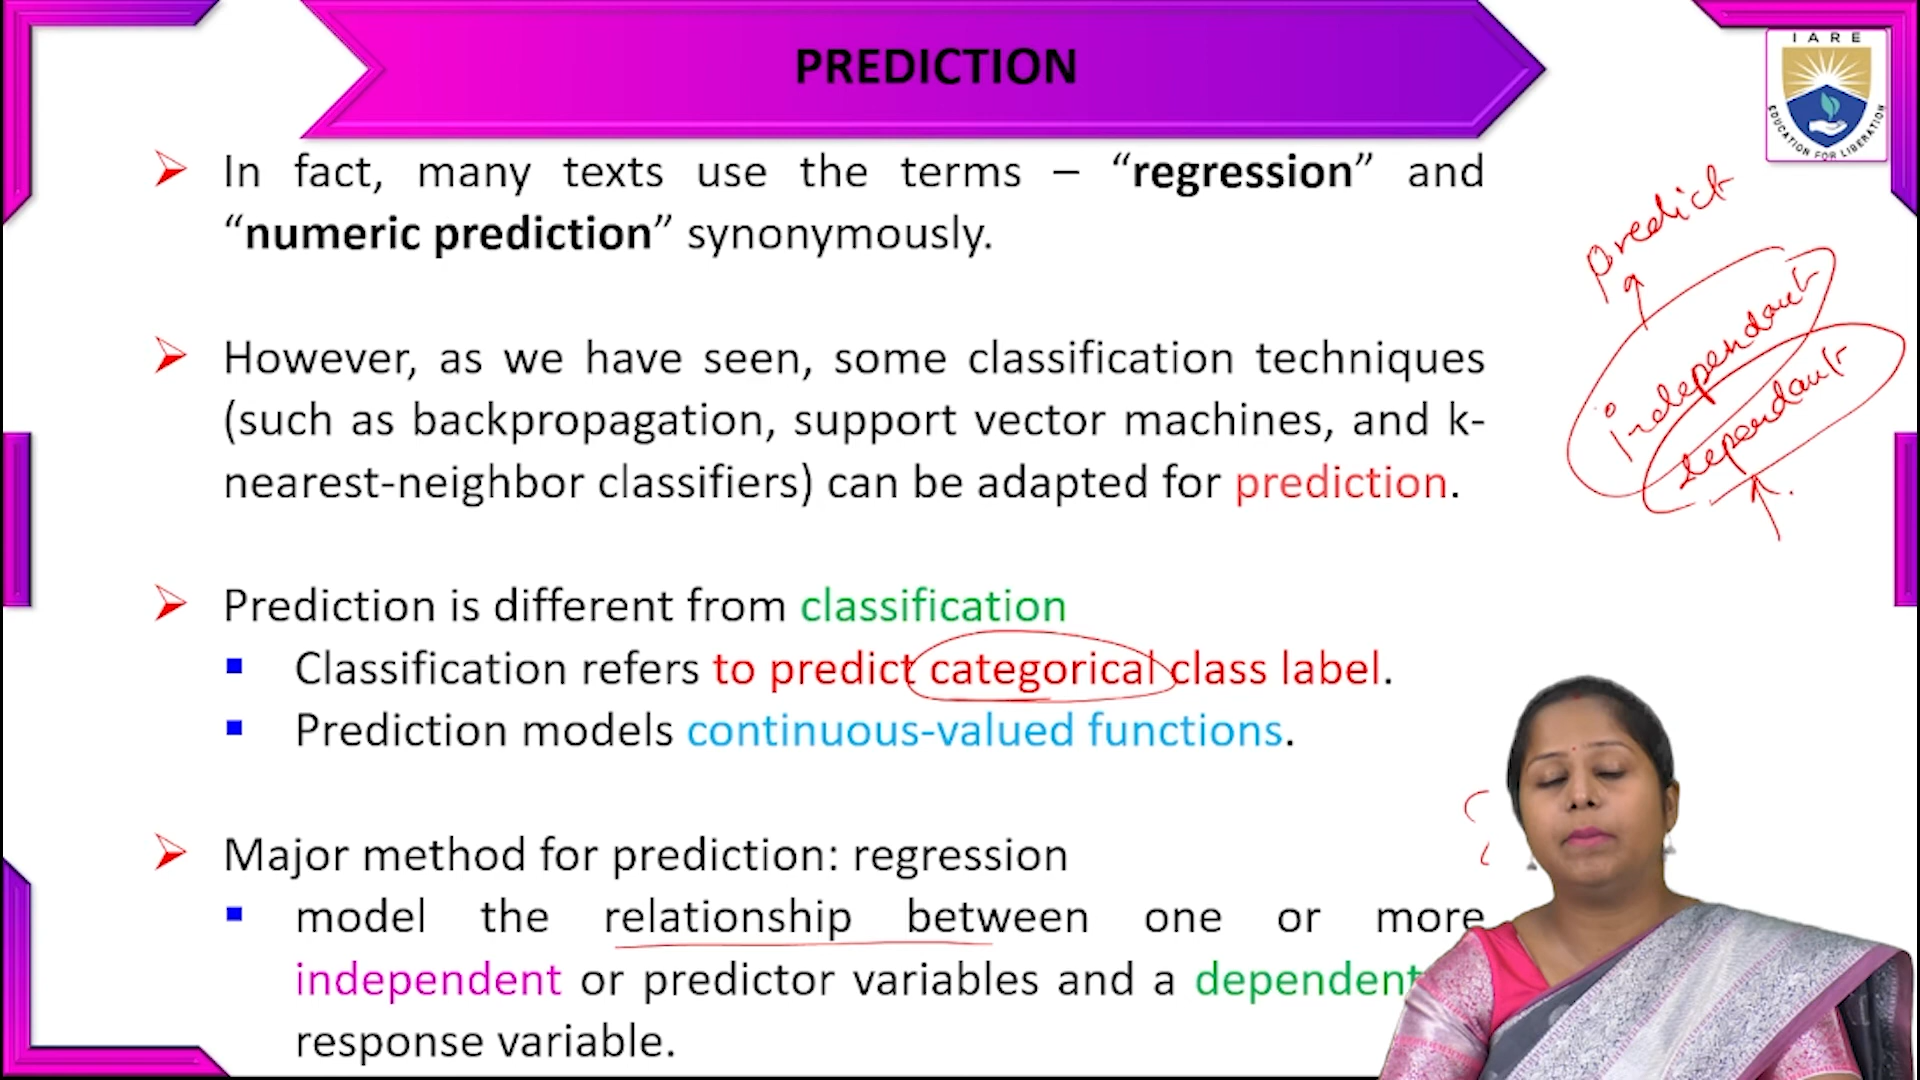 PREDICTION
I A R E
EDUCATION FOR LIBERATION
In fact, many texts use the terms – “regression” and
“numeric prediction” synonymously.
However, as we have seen, some classification techniques
(such as backpropagation, support vector machines, and k-
nearest-neighbor classifiers) can be adapted for prediction.
Prediction is different from classification
Classification refers to predict categorical class label.
Prediction models continuous-valued functions.
Major method for prediction: regression
model the relationship between one or more
independent or predictor variables and a dependent
response variable.
predict
independant
dependant